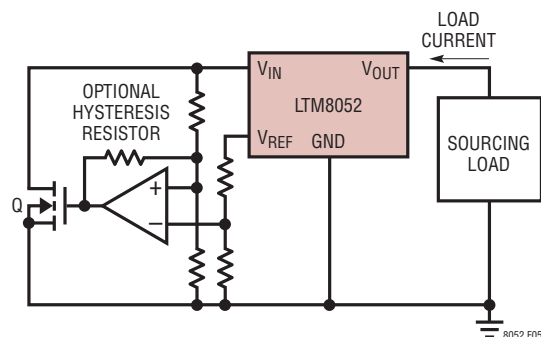 LOAD
CURRENT
VIN
VOUT
OPTIONAL
HYSTERESIS
RESISTOR
LTM8052
VREF
GND
SOURCING
LOAD
Q
+
−
8052 F05